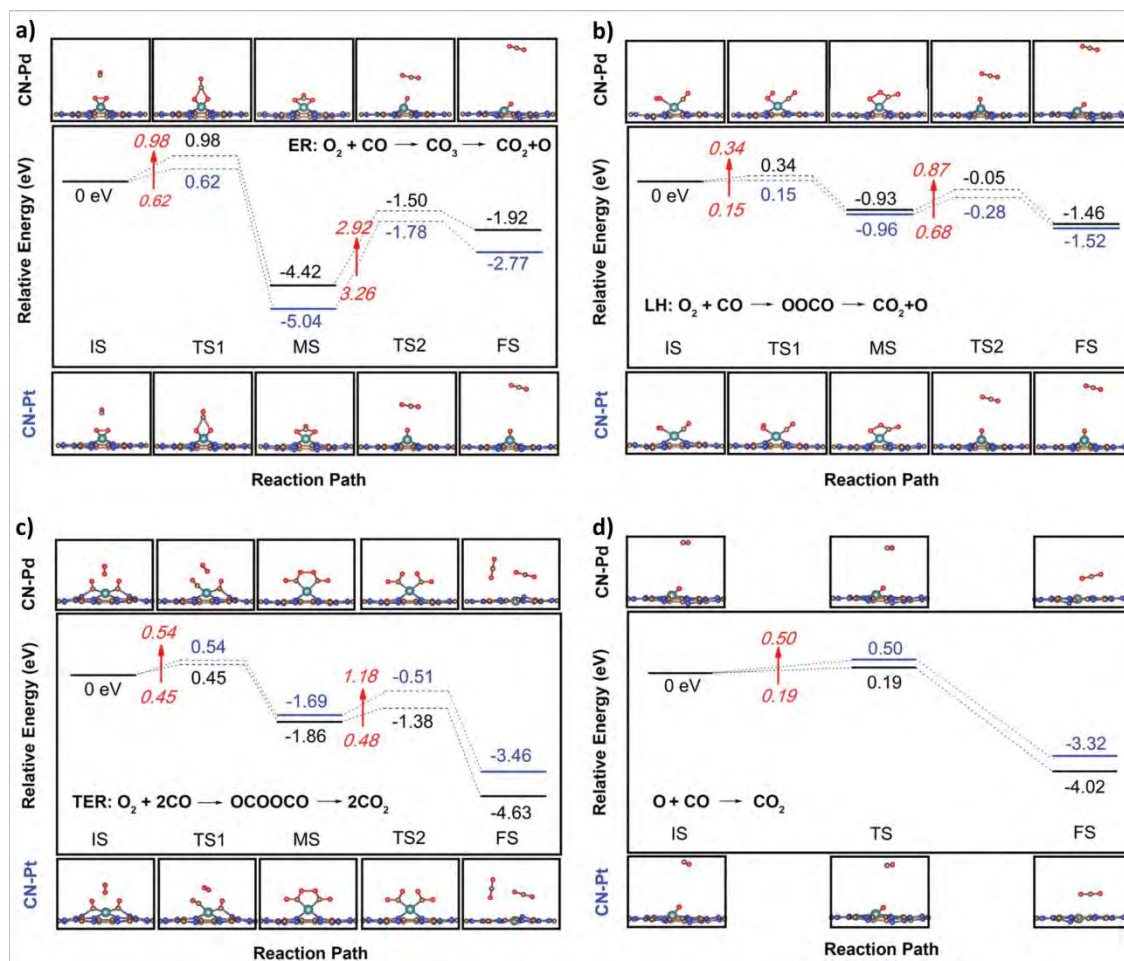 a)
CN-Pd
Relative Energy (eV)
0.98
0.98
ER: O₂ + CO → CO₃ → CO₂+O
0 eV
0.62
0.62
-1.50
2.92
-1.78
-1.92
-4.42
-2.77
3.26
-5.04
IS TS1 MS TS2 FS
CN-Pt
Reaction Path
b)
CN-Pd
Relative Energy (eV)
0.34
0.34
0.87
-0.05
0 eV
0.15
0.15
-0.93
-0.28
-1.46
-0.96
0.68
-1.52
LH: O₂ + CO → OOCO → CO₂+O
IS TS1 MS TS2 FS
CN-Pt
Reaction Path
c)
CN-Pd
Relative Energy (eV)
0.54
0.54
1.18
-0.51
0 eV
0.45
0.45
-1.69
-1.38
-1.86
0.48
-3.46
TER: O₂ + 2CO → OCOOCO → 2CO₂
-4.63
IS TS1 MS TS2 FS
CN-Pt
Reaction Path
d)
CN-Pd
Relative Energy (eV)
0.50
0.50
0 eV
0.19
0.19
-3.32
-4.02
O + CO → CO₂
IS TS FS
CN-Pt
Reaction Path